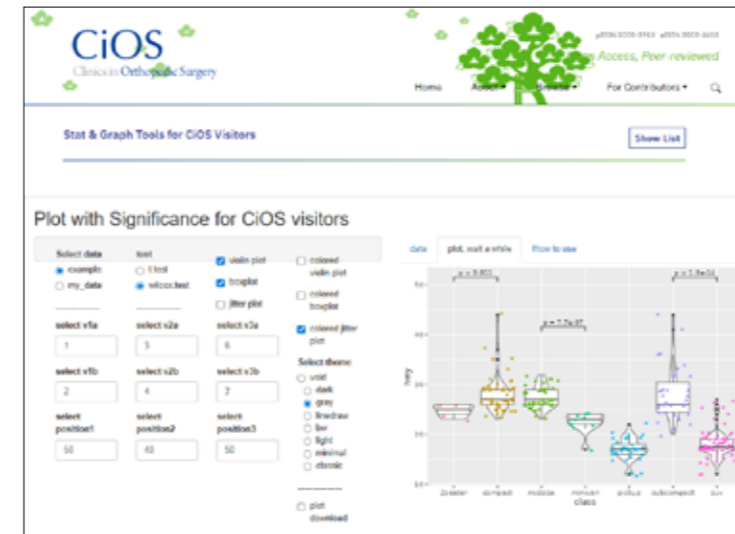 CiOS
Clinics in Orthopedic Surgery
Access, Peer-reviewed
Home
About
Browse
For Contributors
Stat & Graph Tools for CiOS Visitors
Show List
Plot with Significance for CiOS visitors
Select data
example
my_data
test
t.test
wilcox.test
violin plot
boxplot
jitter plot
colored violin plot
colored boxplot
colored jitter plot
select v1a
1
select v2a
3
select v3a
6
select v1b
2
select v2b
4
select v3b
7
select position1
50
select position2
40
select position3
50
Select theme
void
dark
gray
linedraw
bw
light
minimal
classic
plot download
data
plot, wait a while
How to use
hwy
2seater
compact
midsize
minivan
pickup
subcompact
suv
class